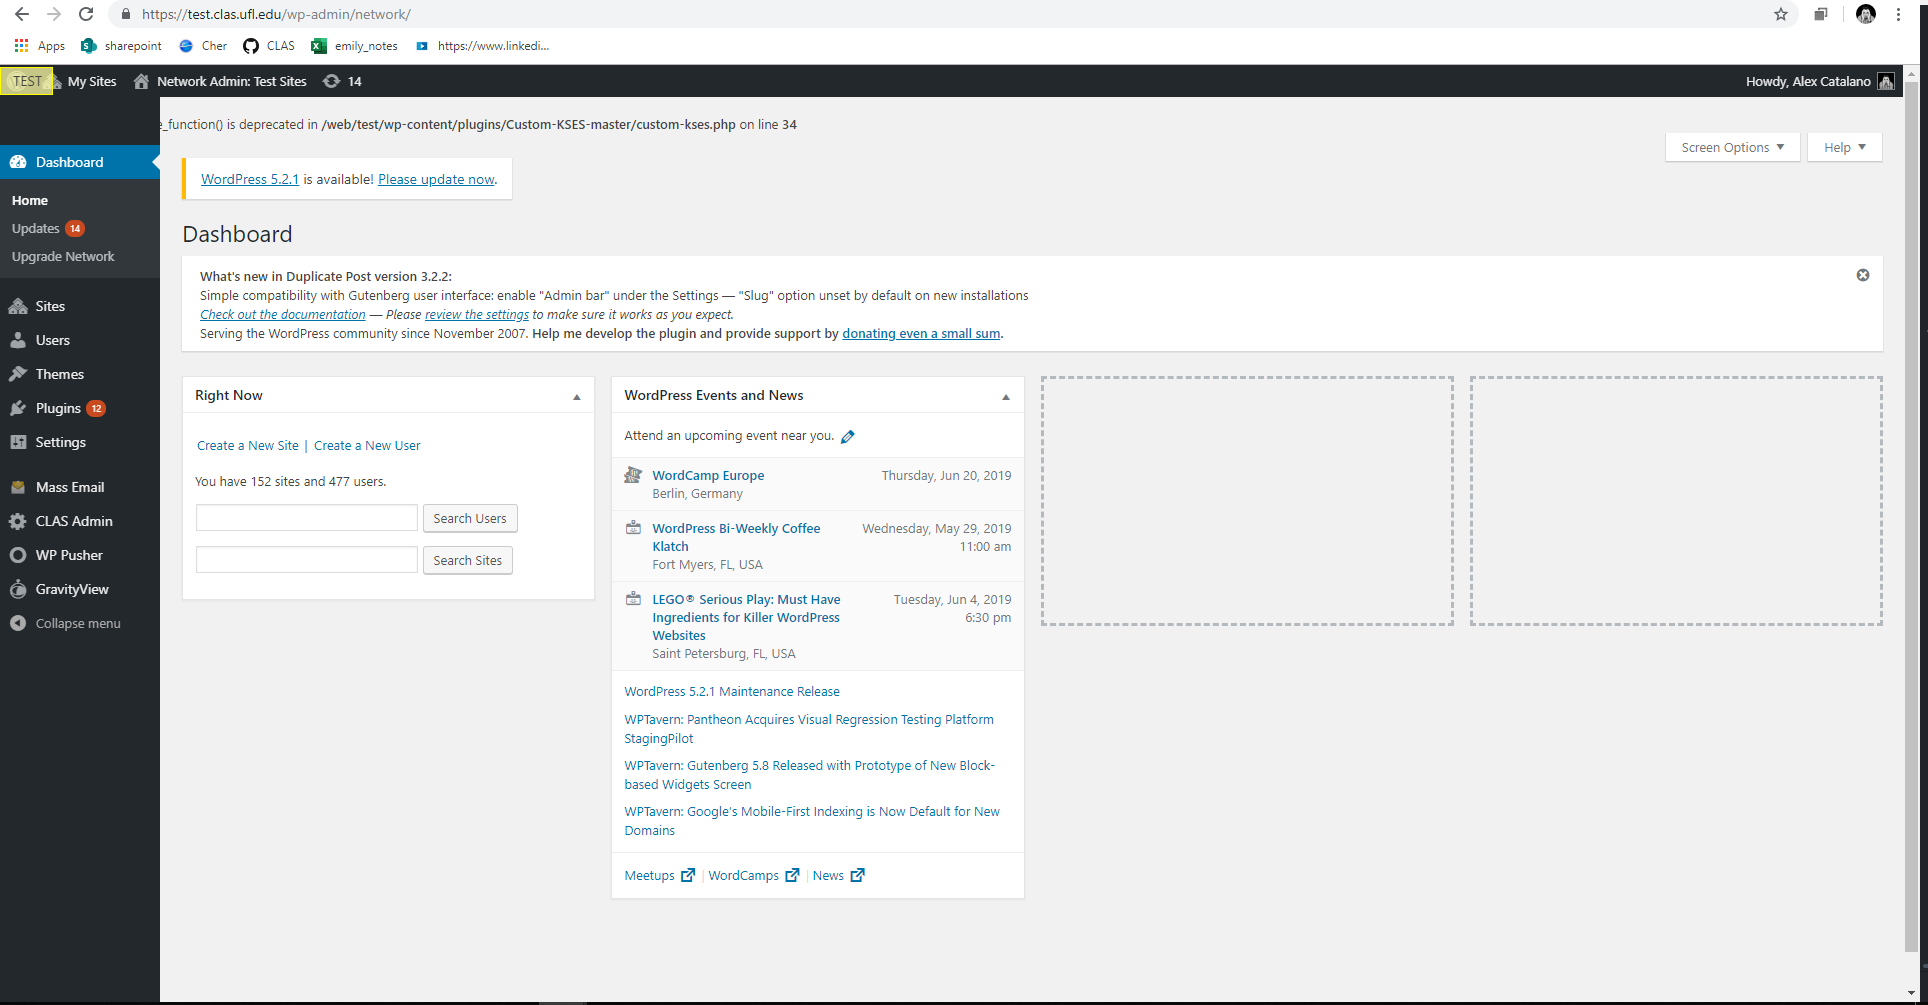 https://test.clas.ufl.edu/wp-admin/network/
Apps sharepoint Cher CLAS emily_notes https://www.linkedi...
TEST My Sites Network Admin: Test Sites 14 Howdy, Alex Catalano
_function() is deprecated in /web/test/wp-content/plugins/Custom-KSES-master/custom-kses.php on line 34
Screen Options Help
Dashboard
Home
Updates 14
Upgrade Network
Sites
Users
Themes
Plugins 12
Settings
Mass Email
CLAS Admin
WP Pusher
GravityView
Collapse menu
WordPress 5.2.1 is available! Please update now.
Dashboard
What's new in Duplicate Post version 3.2.2:
Simple compatibility with Gutenberg user interface: enable "Admin bar" under the Settings — "Slug" option unset by default on new installations
Check out the documentation — Please review the settings to make sure it works as you expect.
Serving the WordPress community since November 2007. Help me develop the plugin and provide support by donating even a small sum.
Right Now
Create a New Site | Create a New User
You have 152 sites and 477 users.
Search Users
Search Sites
WordPress Events and News
Attend an upcoming event near you.
WordCamp Europe Thursday, Jun 20, 2019
Berlin, Germany
WordPress Bi-Weekly Coffee Wednesday, May 29, 2019
Klatch 11:00 am
Fort Myers, FL, USA
LEGO® Serious Play: Must Have Tuesday, Jun 4, 2019
Ingredients for Killer WordPress 6:30 pm
Websites
Saint Petersburg, FL, USA
WordPress 5.2.1 Maintenance Release
WPTavern: Pantheon Acquires Visual Regression Testing Platform
StagingPilot
WPTavern: Gutenberg 5.8 Released with Prototype of New Block-
based Widgets Screen
WPTavern: Google's Mobile-First Indexing is Now Default for New
Domains
Meetups | WordCamps | News